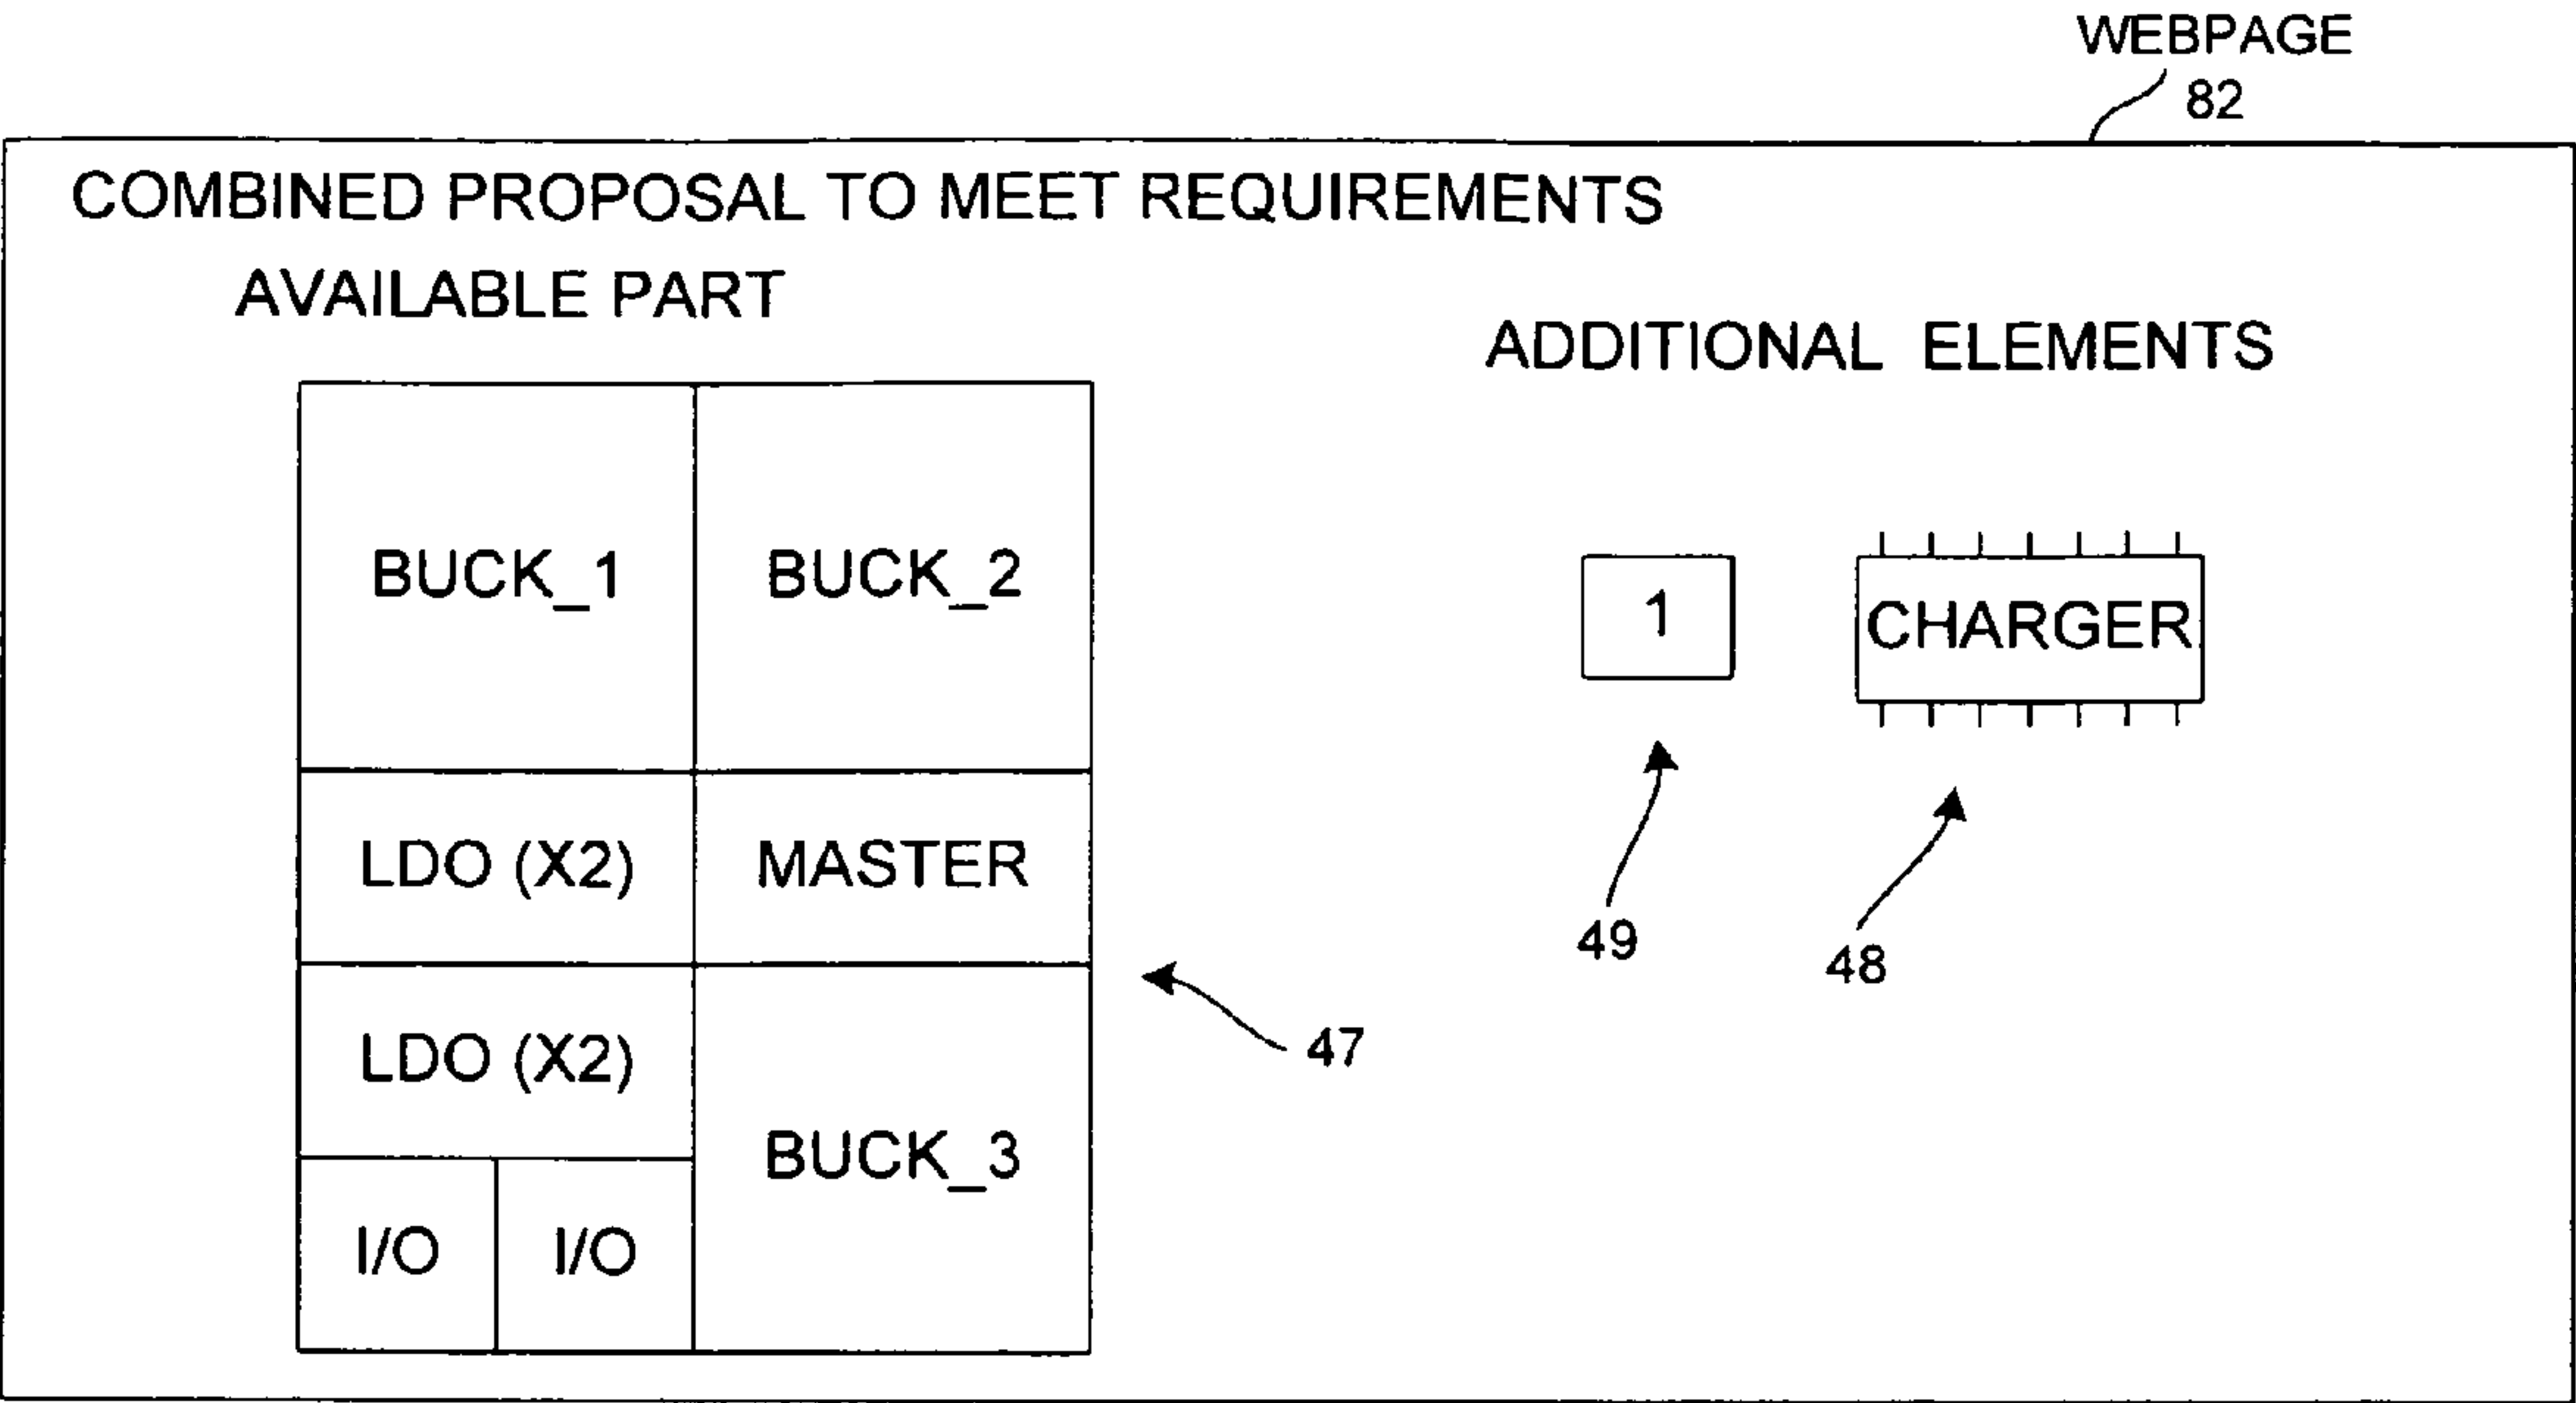 WEBPAGE
82
COMBINED PROPOSAL TO MEET REQUIREMENTS
AVAILABLE PART
ADDITIONAL ELEMENTS
BUCK_1
BUCK_2
1
CHARGER
LDO (X2)
MASTER
49
48
LDO (X2)
47
BUCK_3
I/O
I/O